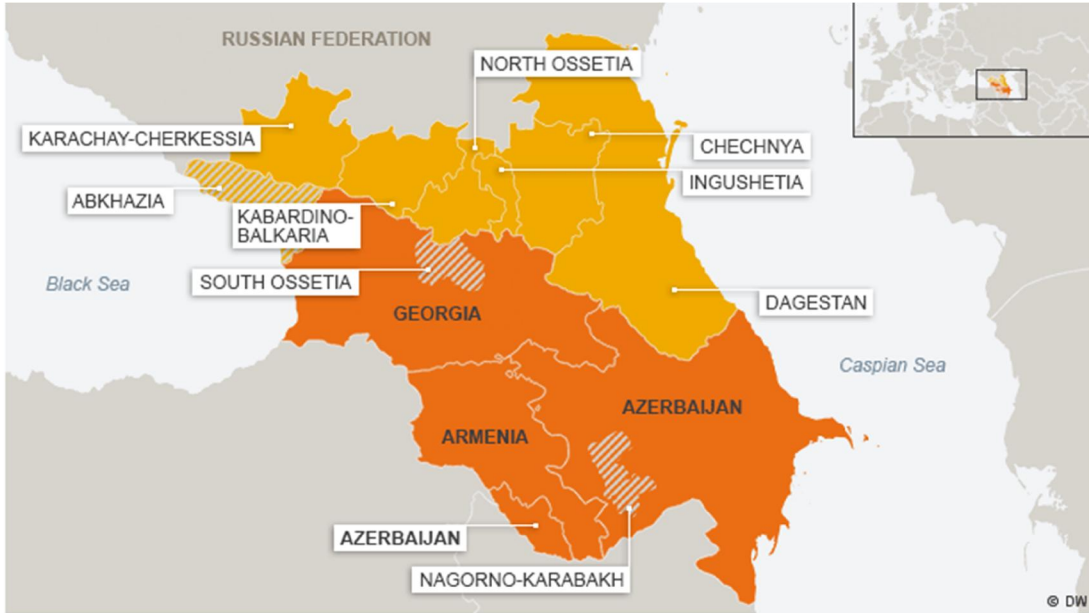 RUSSIAN FEDERATION
NORTH OSSETIA
KARACHAY-CHERKESSIA
CHECHNYA
INGUSHETIA
ABKHAZIA
KABARDINO-
BALKARIA
Black Sea
SOUTH OSSETIA
DAGESTAN
GEORGIA
Caspian Sea
AZERBAIJAN
ARMENIA
AZERBAIJAN
NAGORNO-KARABAKH
© DW